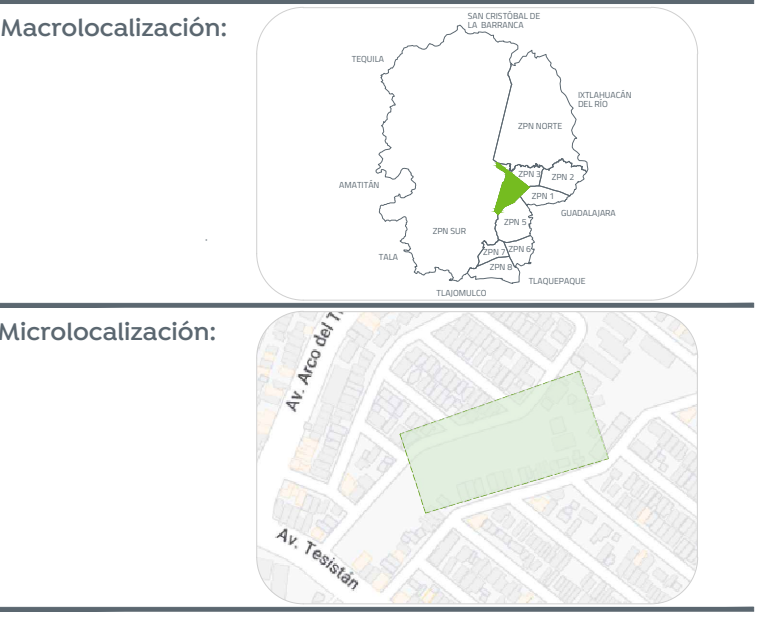 Macrolocalización:
SAN CRISTÓBAL DE
LA BARRANCA
TEQUILA
IXTLAHUACÁN
DEL RÍO
ZPN NORTE
ZPN 3
ZPN 2
AMATITÁN
ZPN 1
GUADALAJARA
ZPN 5
ZPN SUR
ZPN 7
ZPN 6
TALA
ZPN 8
TLAQUEPAQUE
TLAJOMULCO
Microlocalización:
Av. Arco del
Av. Tesistán